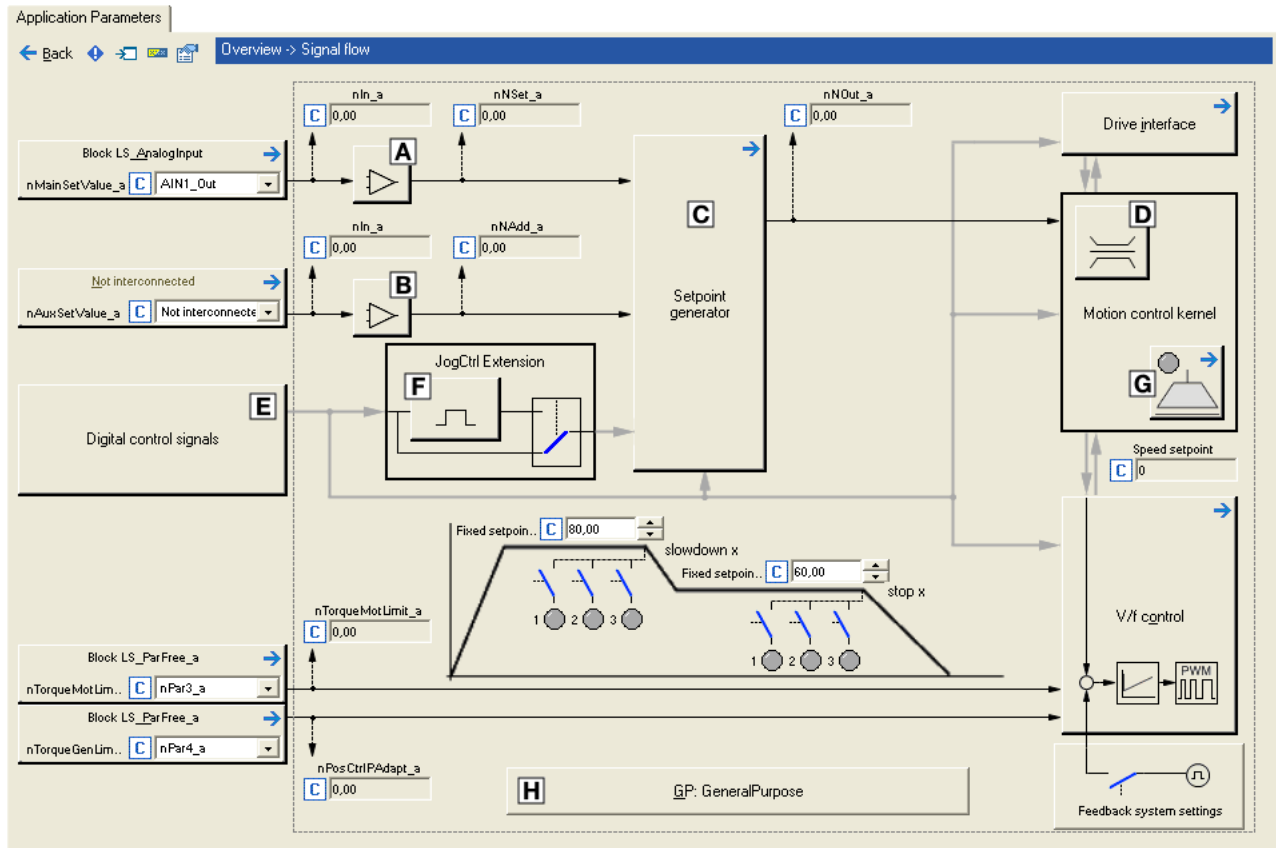 Application Parameters
Back
Overview -> Signal flow
nIn_a
nNSet_a
nNOut_a
C 0,00
C 0,00
C 0,00
Drive interface
Block LS_AnalogInput
A
nMainSetValue_a C AIN1_Out
C
D
nIn_a
nNAdd_a
C 0,00
C 0,00
Not interconnected
B
Setpoint
generator
nAuxSetValue_a C Not interconnecte
Motion control kernel
JogCtrl Extension
F
G
E
Digital control signals
Speed setpoint
C 0
Fixed setpoin.. C 80,00
slowdown x
Fixed setpoin.. C 60,00
stop x
1 2 3
nTorqueMotLimit_a
C 0,00
V/f control
1 2 3
Block LS_ParFree_a
nTorqueMotLim.. C nPar3_a
PWM
Block LS_ParFree_a
nTorqueGenLim.. C nPar4_a
nPosCtrlPAdapt_a
C 0,00
H
GP: GeneralPurpose
Feedback system settings